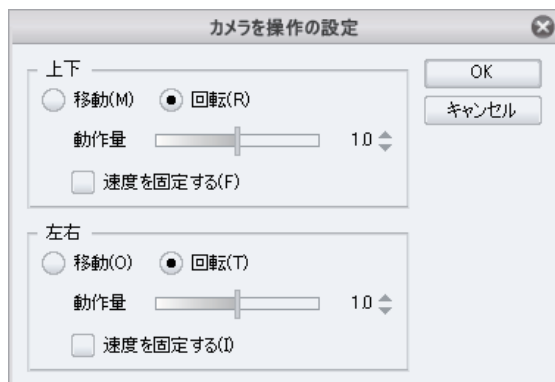 カメラを操作の設定
上下
移動(M) 回転(R)
動作量 1.0
速度を固定する(F)
左右
移動(O) 回転(T)
動作量 1.0
速度を固定する(I)
OK
キャンセル